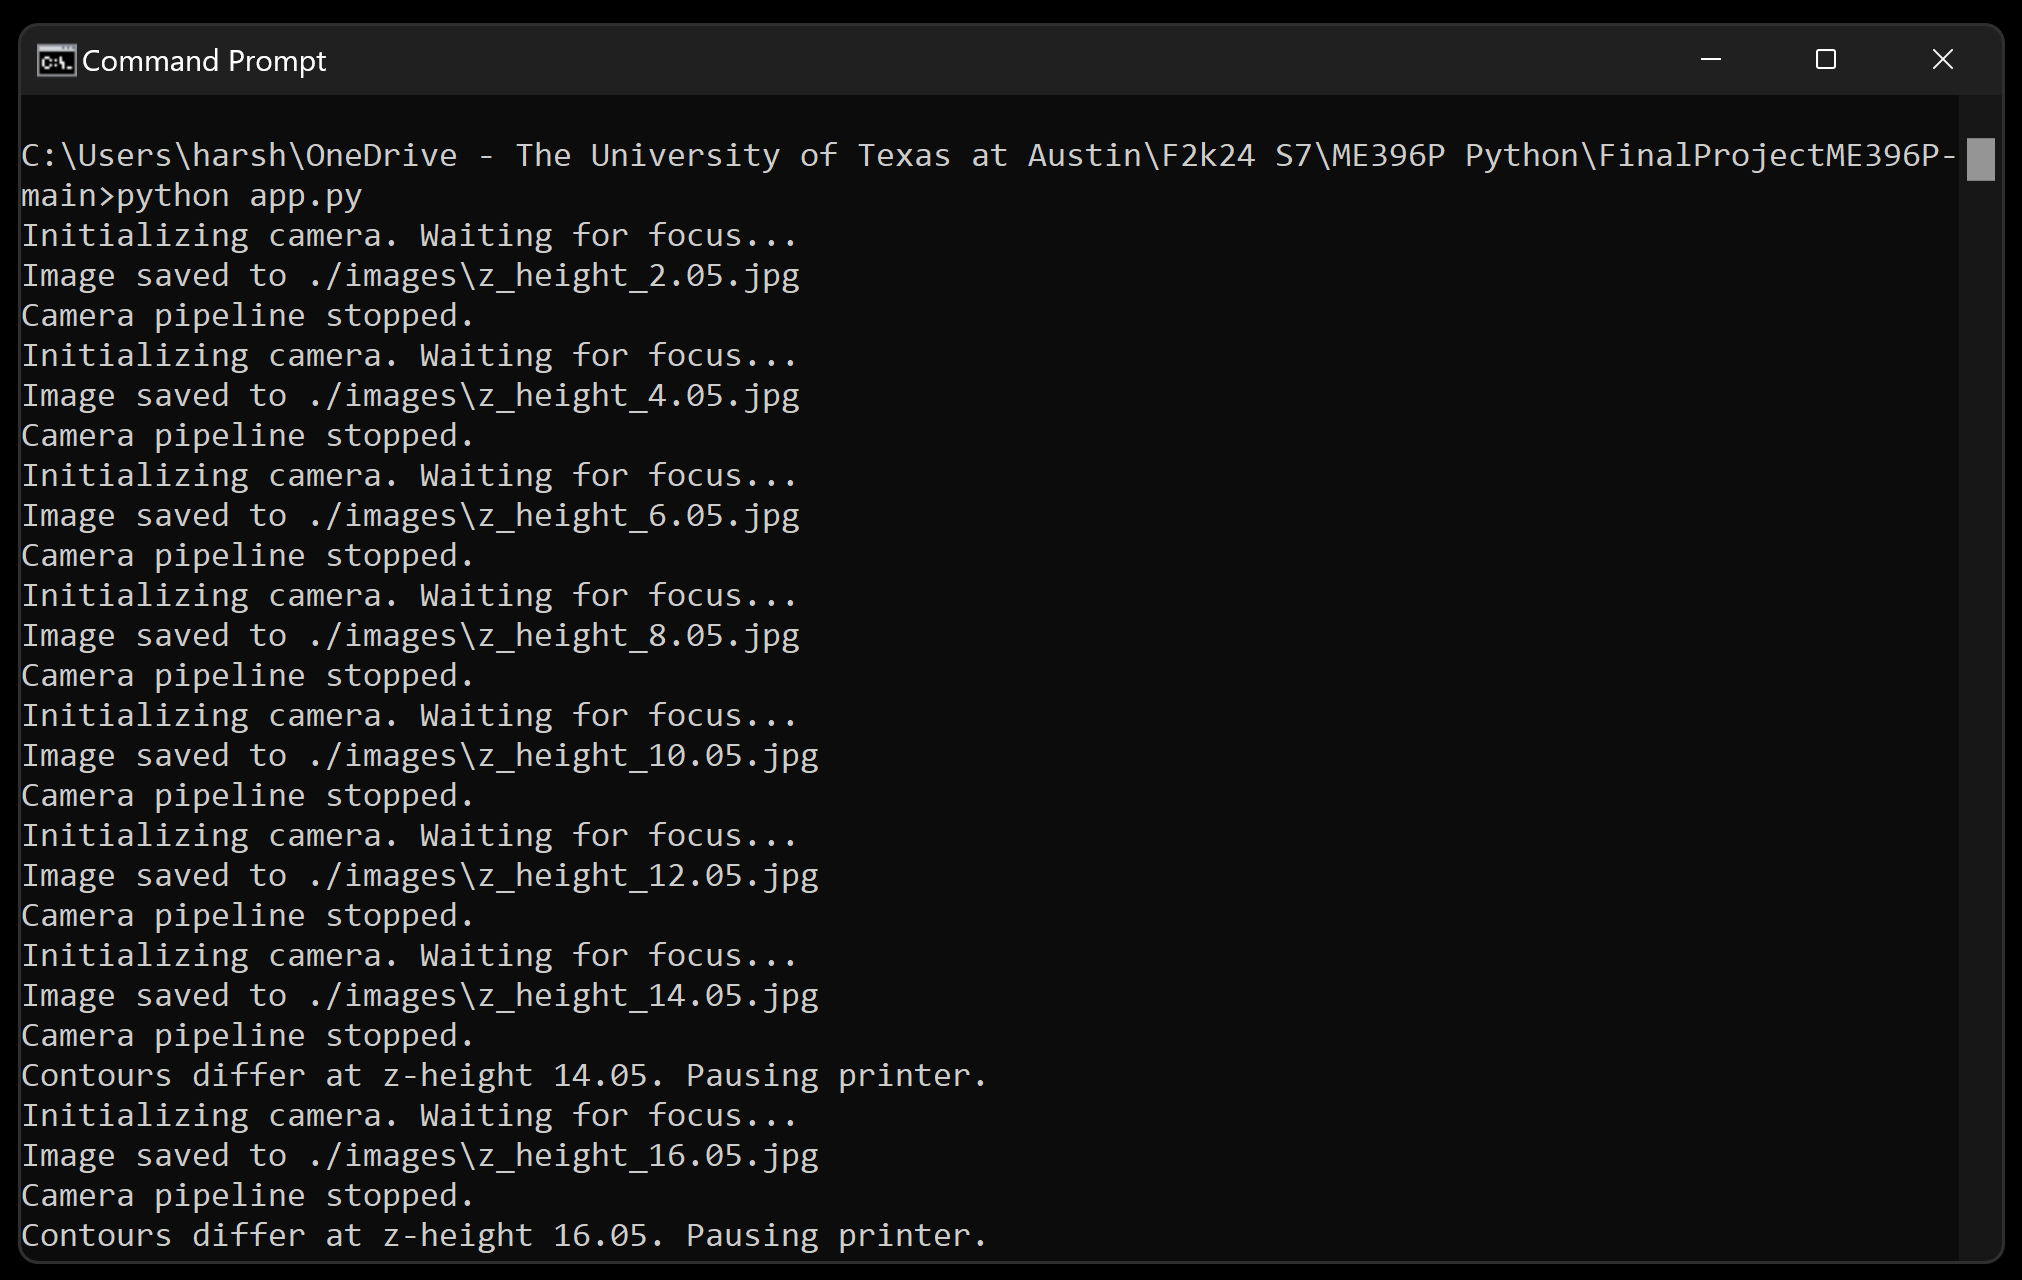 Command Prompt
C:\Users\harsh\OneDrive - The University of Texas at Austin\F2k24 S7\ME396P Python\FinalProjectME396P-
main>python app.py
Initializing camera. Waiting for focus...
Image saved to ./images\z_height_2.05.jpg
Camera pipeline stopped.
Initializing camera. Waiting for focus...
Image saved to ./images\z_height_4.05.jpg
Camera pipeline stopped.
Initializing camera. Waiting for focus...
Image saved to ./images\z_height_6.05.jpg
Camera pipeline stopped.
Initializing camera. Waiting for focus...
Image saved to ./images\z_height_8.05.jpg
Camera pipeline stopped.
Initializing camera. Waiting for focus...
Image saved to ./images\z_height_10.05.jpg
Camera pipeline stopped.
Initializing camera. Waiting for focus...
Image saved to ./images\z_height_12.05.jpg
Camera pipeline stopped.
Initializing camera. Waiting for focus...
Image saved to ./images\z_height_14.05.jpg
Camera pipeline stopped.
Contours differ at z-height 14.05. Pausing printer.
Initializing camera. Waiting for focus...
Image saved to ./images\z_height_16.05.jpg
Camera pipeline stopped.
Contours differ at z-height 16.05. Pausing printer.